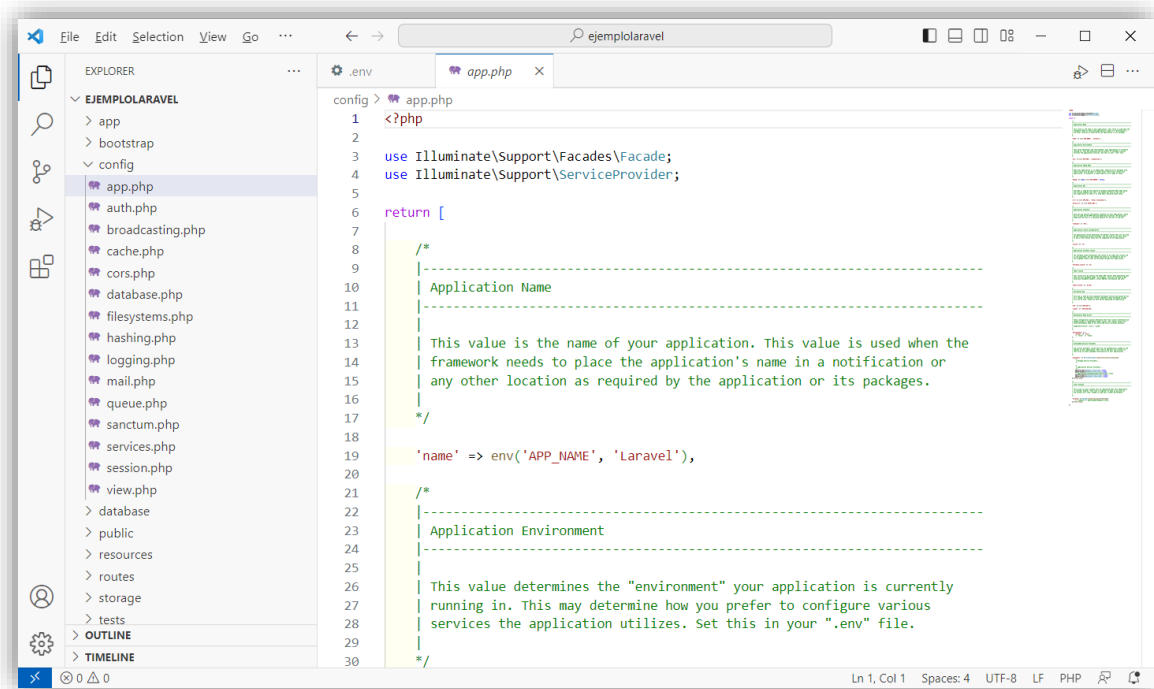 File Edit Selection View Go ··· ejemplolaravel
EXPLORER ···
EJEMPLOLARAVEL
app
bootstrap
config
app.php
auth.php
broadcasting.php
cache.php
cors.php
database.php
filesystems.php
hashing.php
logging.php
mail.php
queue.php
sanctum.php
services.php
session.php
view.php
database
public
resources
routes
storage
tests
OUTLINE
TIMELINE
.env app.php
config > app.php
1 <?php
2
3 use Illuminate\Support\Facades\Facade;
4 use Illuminate\Support\ServiceProvider;
5
6 return [
7
8 /*
9 |--------------------------------------------------------------------------
10 | Application Name
11 |--------------------------------------------------------------------------
12 |
13 | This value is the name of your application. This value is used when the
14 | framework needs to place the application's name in a notification or
15 | any other location as required by the application or its packages.
16 |
17 */
18
19 'name' => env('APP_NAME', 'Laravel'),
20
21 /*
22 |--------------------------------------------------------------------------
23 | Application Environment
24 |--------------------------------------------------------------------------
25 |
26 | This value determines the "environment" your application is currently
27 | running in. This may determine how you prefer to configure various
28 | services the application utilizes. Set this in your ".env" file.
29 |
30 */
0 0 Ln 1, Col 1 Spaces: 4 UTF-8 LF PHP